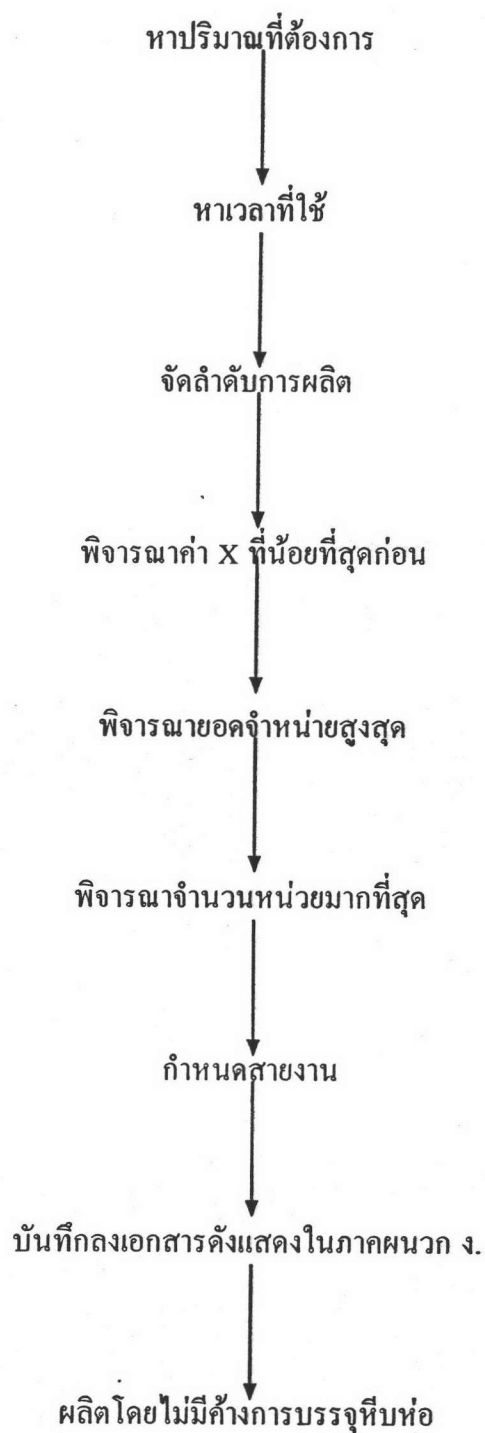 หาปริมาณที่ต้องการ
หาเวลาที่ใช้
จัดลำดับการผลิต
พิจารณาค่า X ที่น้อยที่สุดก่อน
พิจารณายอดจำหน่ายสูงสุด
พิจารณาจำนวนหน่วยมากที่สุด
กำหนดสายงาน
บันทึกลงเอกสารดังแสดงในภาคผนวก ง.
ผลิตโดยไม่มีค้างการบรรจุหีบห่อ